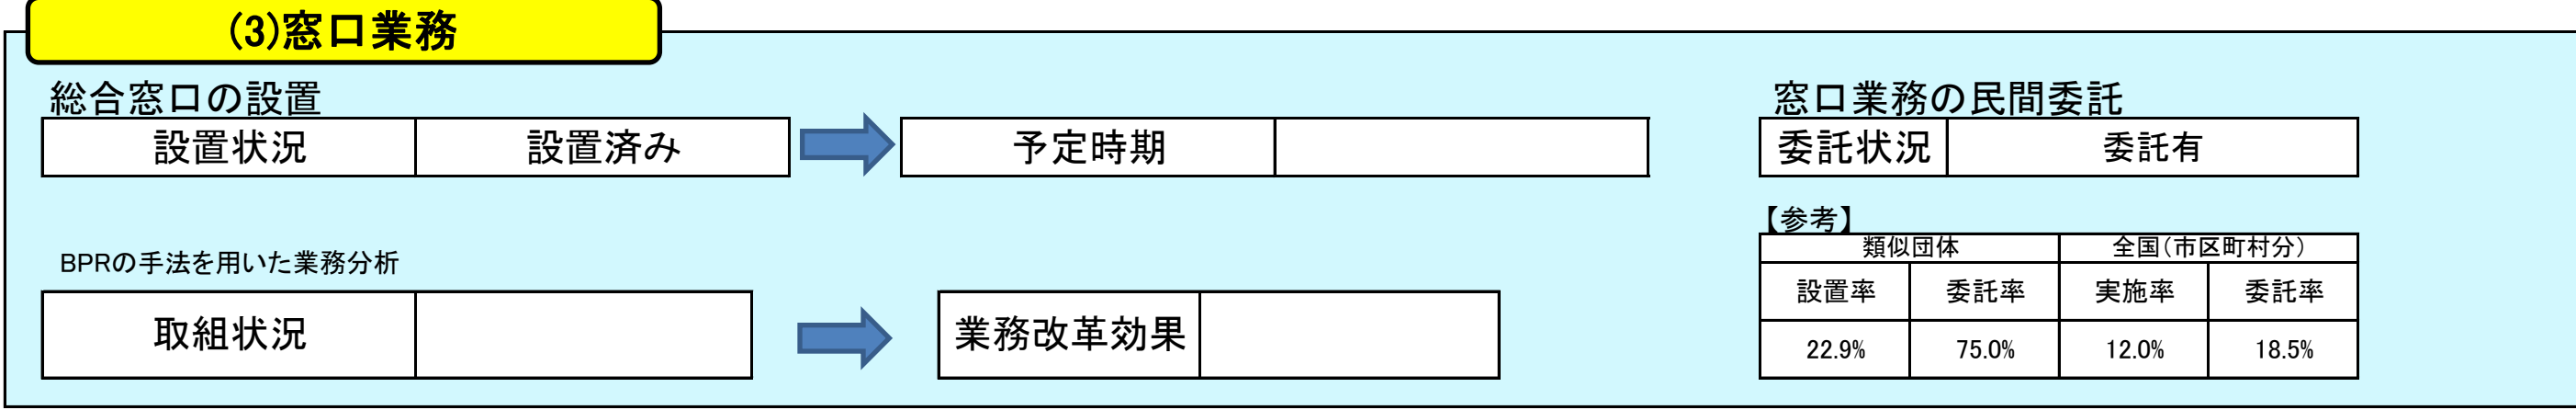 (3)窓口業務
総合窓口の設置
設置状況 設置済み 予定時期
窓口業務の民間委託
委託状況 委託有
BPRの手法を用いた業務分析
取組状況 業務改革効果
【参考】
類似団体 全国(市区町村分)
設置率 委託率 実施率 委託率
22.9% 75.0% 12.0% 18.5%